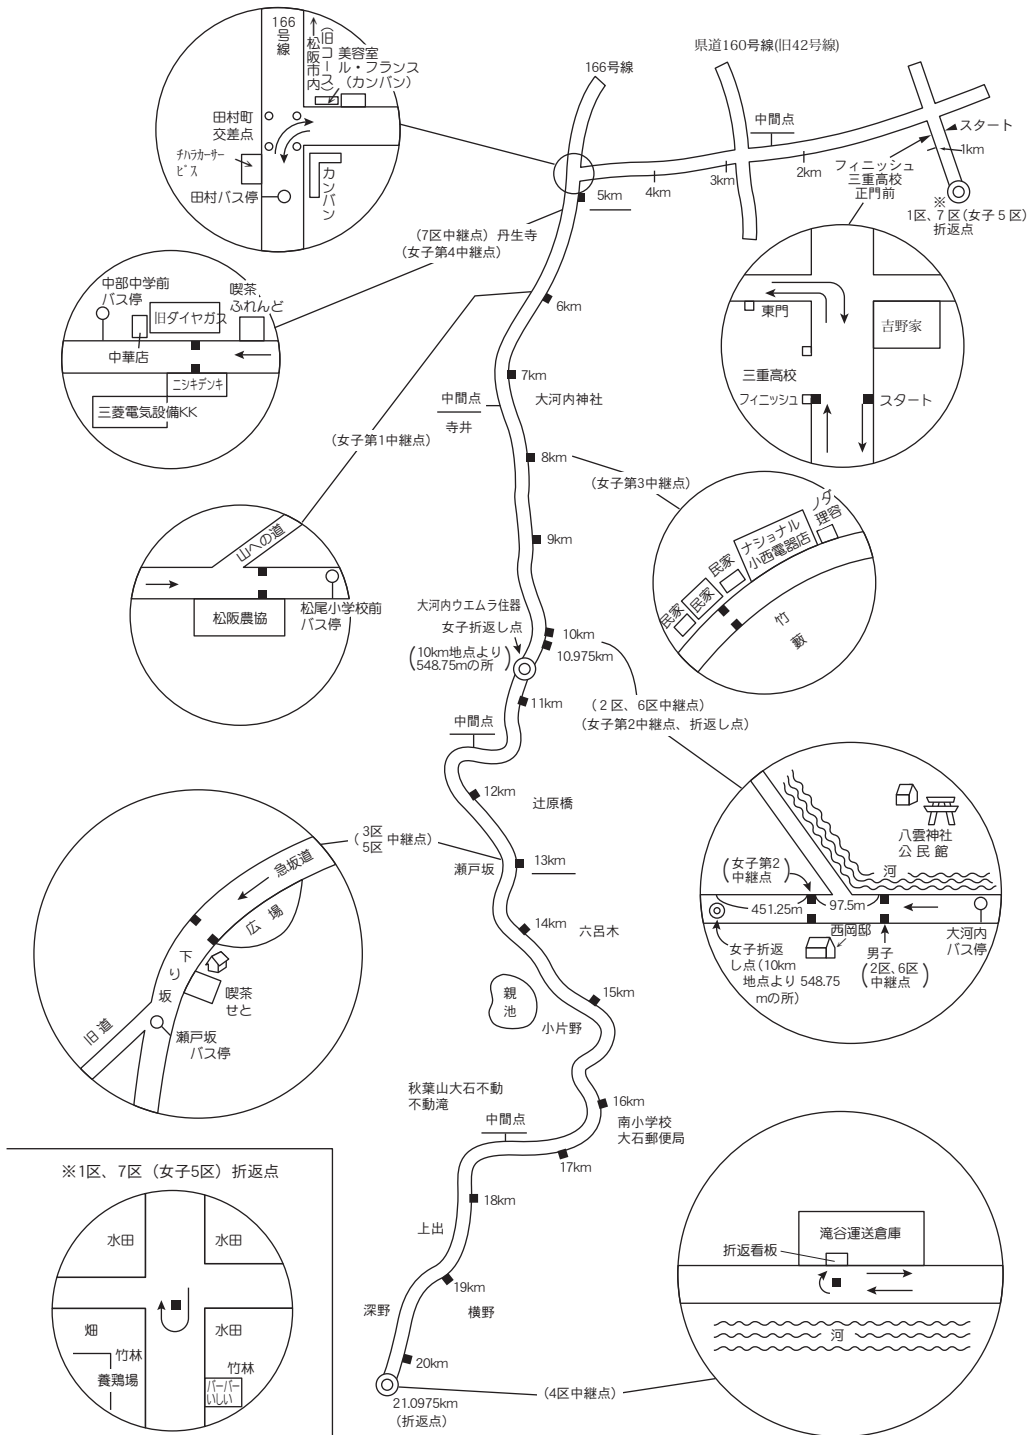 166
号
線
(旧コース)
松阪市内
美容室
ル・フランス
(カンバン)
田村町
交差点
チハラカーサー
ビス
田村バス停
カンバン
県道160号線(旧42号線)
166号線
中間点
スタート
1km
2km
3km
4km
5km
フィニッシュ
三重高校
正門前
※
1区、7区(女子5区)
折返点
(7区中継点)丹生寺
(女子第4中継点)
中部中学前
バス停
喫茶
ふれんど
旧ダイヤガス
中華店
ニシキデンキ
三菱電気設備KK
6km
東門
吉野家
三重高校
フィニッシュ
スタート
7km
大河内神社
中間点
寺井
(女子第1中継点)
8km
(女子第3中継点)
9km
山への道
松阪農協
松尾小学校前
バス停
ノダ
理容
ナショナル
小西電器店
民家
民家
民家
竹
藪
大河内ウエムラ住器
女子折返し点
(10km地点より
548.75mの所)
10km
10.975km
11km
(2区、6区中継点)
(女子第2中継点、折返し点)
中間点
12km
辻原橋
八雲神社
公民館
河
(女子第2
中継点)
451.25m
97.5m
西岡邸
大河内
バス停
女子折返
し点(10km
地点より 548.75
mの所)
男子
(2区、6区
中継点)
(3区
5区 中継点)
瀬戸坂
13km
急坂道
広場
下り坂
喫茶
せと
旧道
瀬戸坂
バス停
14km
六呂木
親
池
15km
小片野
秋葉山大石不動
不動滝
中間点
16km
南小学校
大石郵便局
17km
18km
上出
19km
深野
横野
20km
21.0975km
(折返点)
(4区中継点)
滝谷運送倉庫
折返看板
河
※1区、7区(女子5区)折返点
水田
水田
畑
水田
竹林
養鶏場
竹林
バーバー
いしい